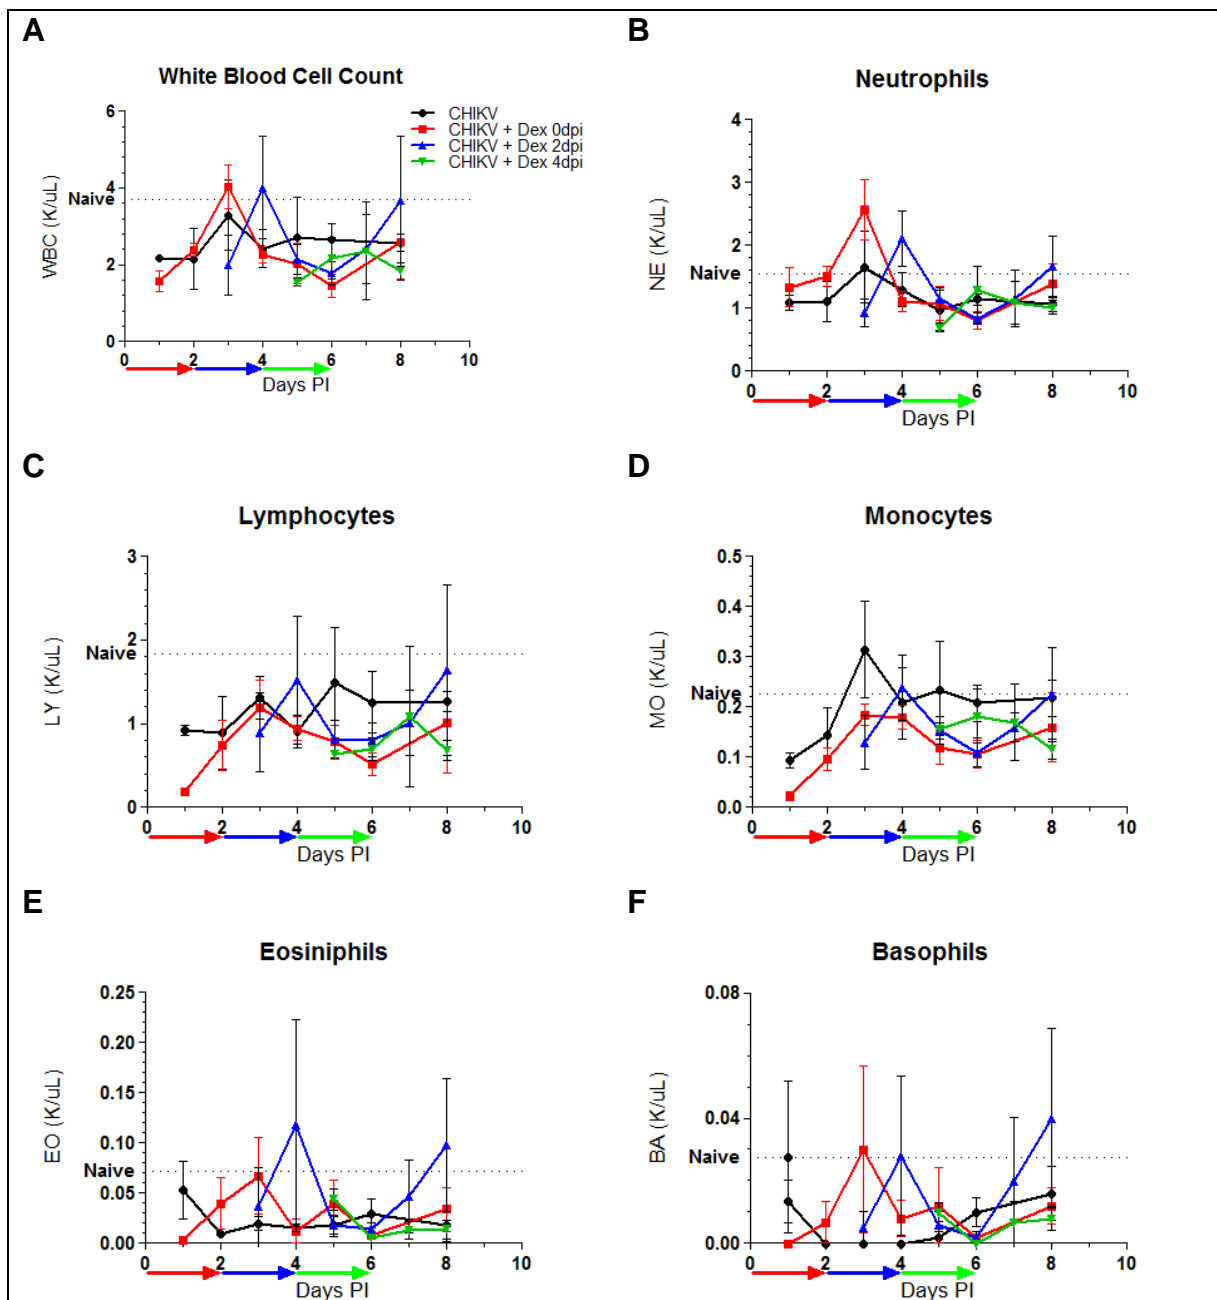 A
White Blood Cell Count
6
4
2
0
Naive
WBC (K/uL)
0 2 4 6 8 10
Days PI
CHIKV
CHIKV + Dex 0dpi
CHIKV + Dex 2dpi
CHIKV + Dex 4dpi
B
Neutrophils
4
3
2
1
0
Naive
NE (K/uL)
0 2 4 6 8 10
Days PI
C
Lymphocytes
3
2
1
0
Naive
LY (K/uL)
0 2 4 6 8 10
Days PI
D
Monocytes
0.5
0.4
0.3
0.2
0.1
0.0
Naive
MO (K/uL)
0 2 4 6 8 10
Days PI
E
Eosiniphils
0.25
0.20
0.15
0.10
0.05
0.00
Naive
EO (K/uL)
0 2 4 6 8 10
Days PI
F
Basophils
0.08
0.04
0.00
Naive
BA (K/uL)
0 2 4 6 8 10
Days PI